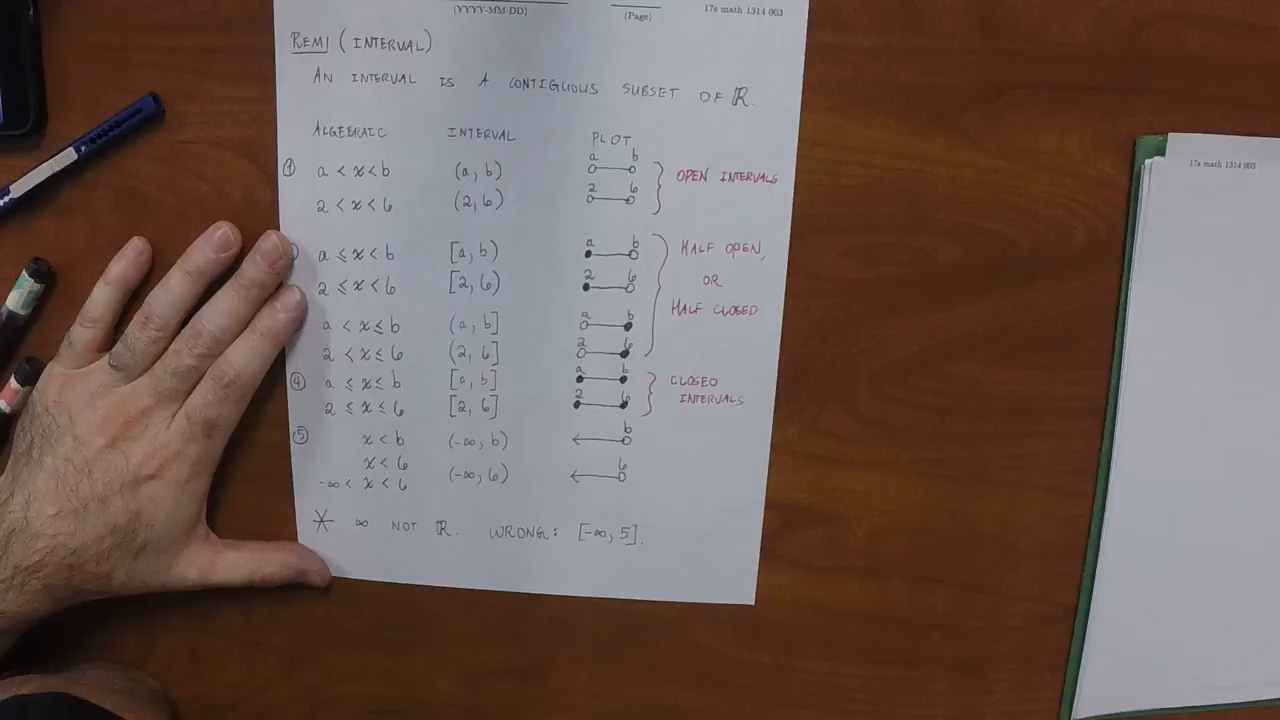 (YYYY-MM-DD) (Page) 17s math 1314 003
REM| (INTERVAL)
AN INTERVAL IS A CONTIGUOUS SUBSET OF ℝ.
ALGEBRAIC INTERVAL PLOT
a b
① a < x < b (a, b) OPEN INTERVALS
2 6
2 < x < 6 (2, 6)
a b
a ≤ x < b [a, b) HALF OPEN,
2 6
2 ≤ x < 6 [2, 6) OR
HALF CLOSED
a b
a < x ≤ b (a, b]
2 6
2 < x ≤ 6 (2, 6]
a b
④ a ≤ x ≤ b [a, b] CLOSED
2 6
2 ≤ x ≤ 6 [2, 6] INTERVALS
b
⑤ x < b (-∞, b)
6
x < 6 (-∞, 6)
-∞ < x < 6
* ∞ NOT ℝ. WRONG: [-∞, 5].
17s math 1314 003